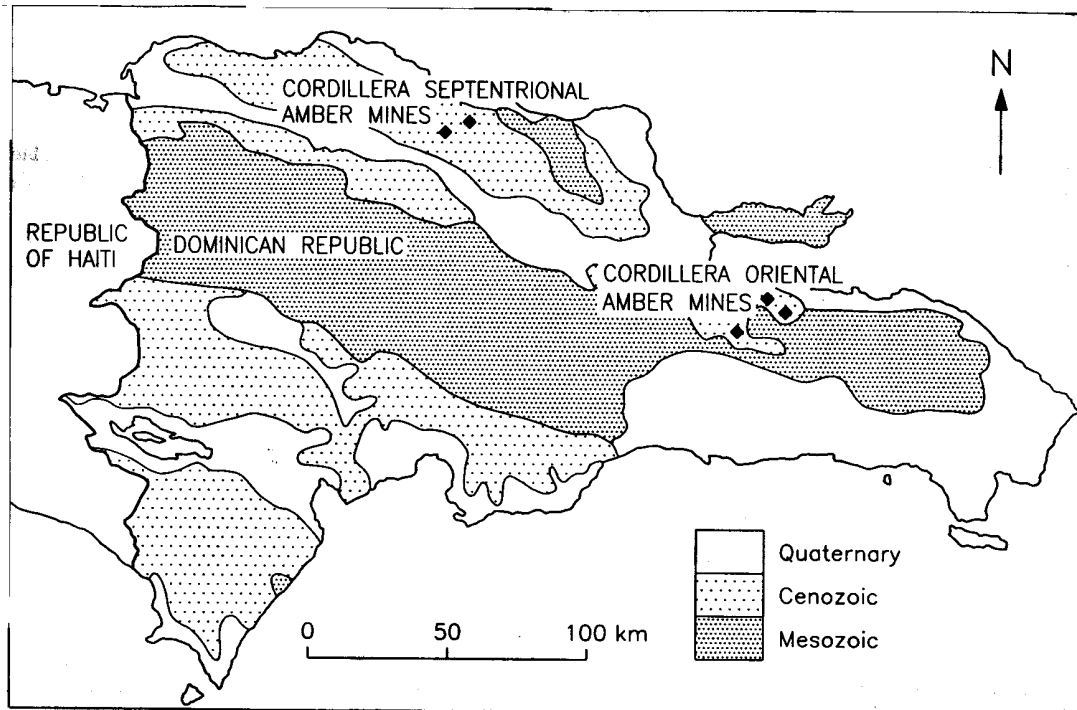 N
CORDILLERA SEPTENTRIONAL
AMBER MINES
REPUBLIC
OF HAITI
DOMINICAN REPUBLIC
CORDILLERA ORIENTAL
AMBER MINES
Quaternary
Cenozoic
Mesozoic
0 50 100 km